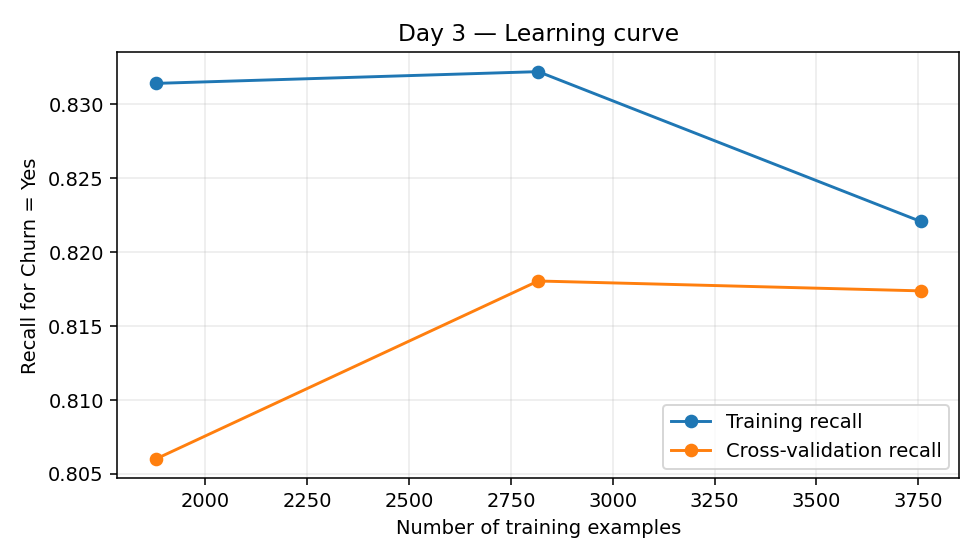 Day 3 — Learning curve
Recall for Churn = Yes
0.830
0.825
0.820
0.815
0.810
0.805
Training recall
Cross-validation recall
2000 2250 2500 2750 3000 3250 3500 3750
Number of training examples